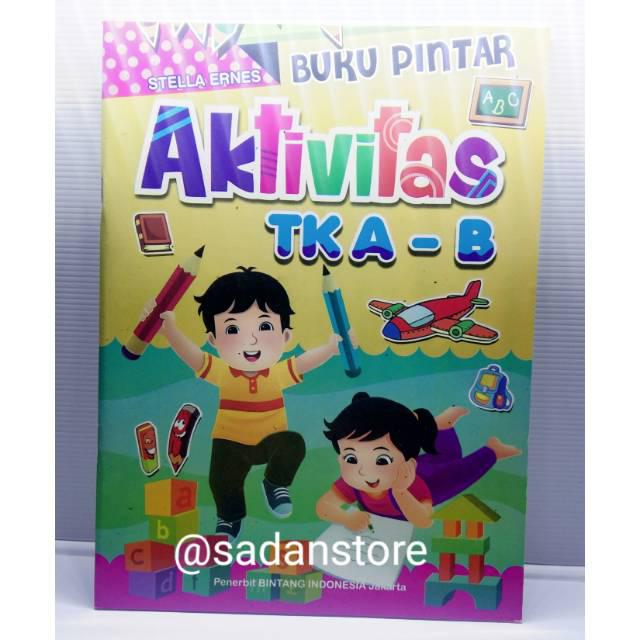 STELLA ERNES
BUKU PINTAR
ABC
Aktivitas
TK A - B
a
b
c
d
@sadanstore
Penerbit BINTANG INDONESIA Jakarta